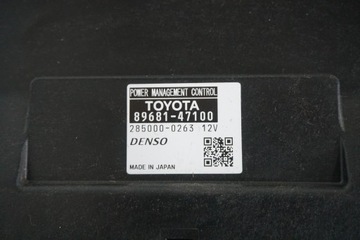 POWER MANAGEMENT CONTROL
TOYOTA
89681-47100
285000-0263 12V
DENSO
MADE IN JAPAN